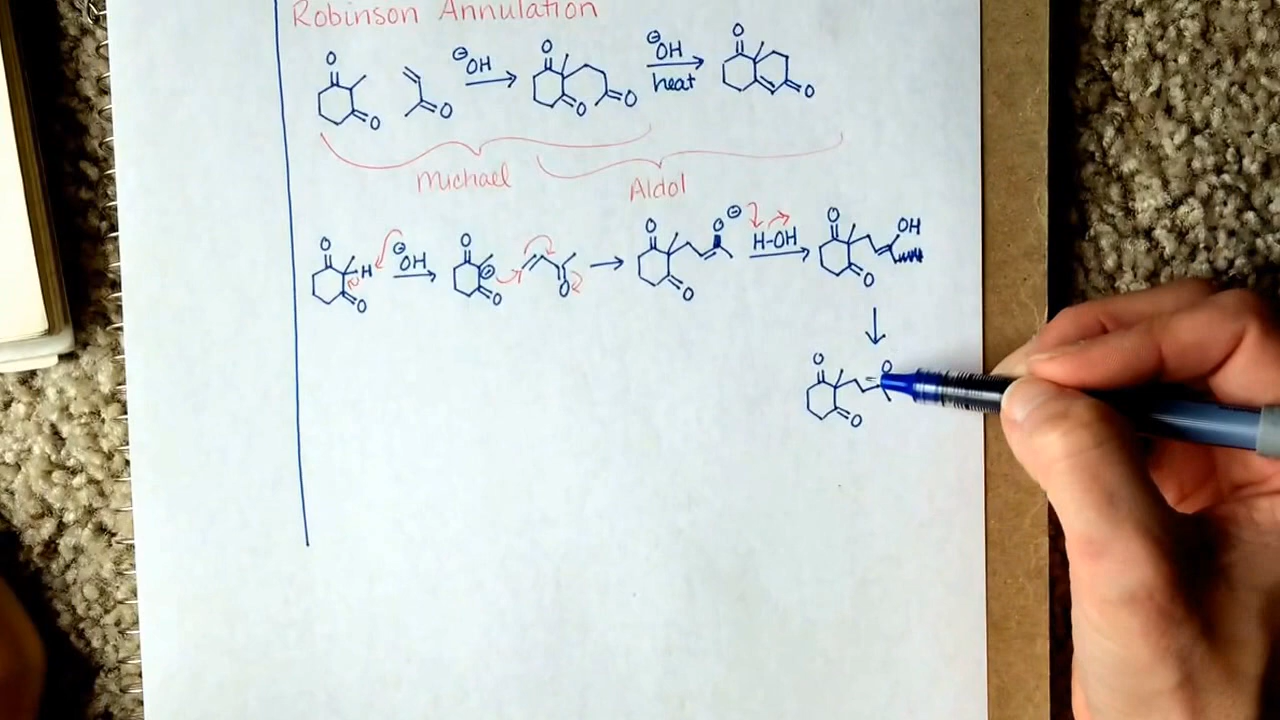 Robinson Annulation
O O O ⊖OH O O O ⊖OH heat O O
Michael Aldol
O H O ⊖OH O ⊖ O O O O ⊖ O H-OH O OH O
O O O